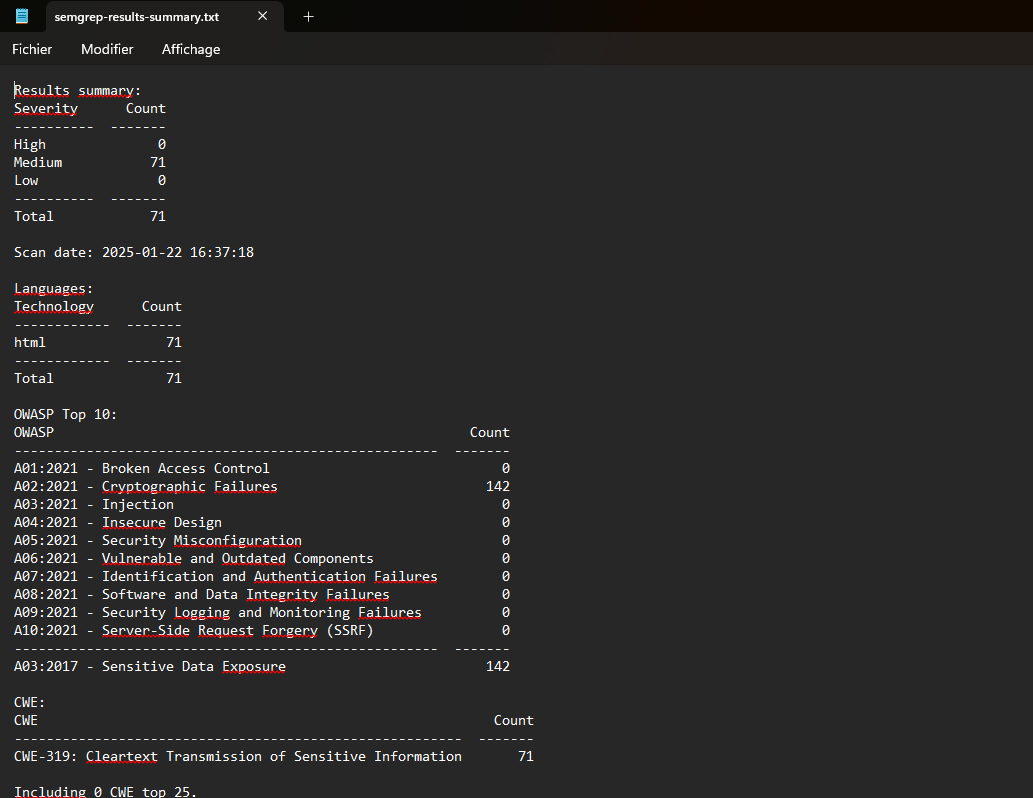 semgrep-results-summary.txt
Fichier Modifier Affichage
Results summary:
Severity Count
---------- -------
High 0
Medium 71
Low 0
---------- -------
Total 71
Scan date: 2025-01-22 16:37:18
Languages:
Technology Count
------------ -------
html 71
------------ -------
Total 71
OWASP Top 10:
OWASP Count
----------------------------------------------------- -------
A01:2021 - Broken Access Control 0
A02:2021 - Cryptographic Failures 142
A03:2021 - Injection 0
A04:2021 - Insecure Design 0
A05:2021 - Security Misconfiguration 0
A06:2021 - Vulnerable and Outdated Components 0
A07:2021 - Identification and Authentication Failures 0
A08:2021 - Software and Data Integrity Failures 0
A09:2021 - Security Logging and Monitoring Failures 0
A10:2021 - Server-Side Request Forgery (SSRF) 0
----------------------------------------------------- -------
A03:2017 - Sensitive Data Exposure 142
CWE:
CWE Count
-------------------------------------------------------- -------
CWE-319: Cleartext Transmission of Sensitive Information 71
Including 0 CWE top 25.